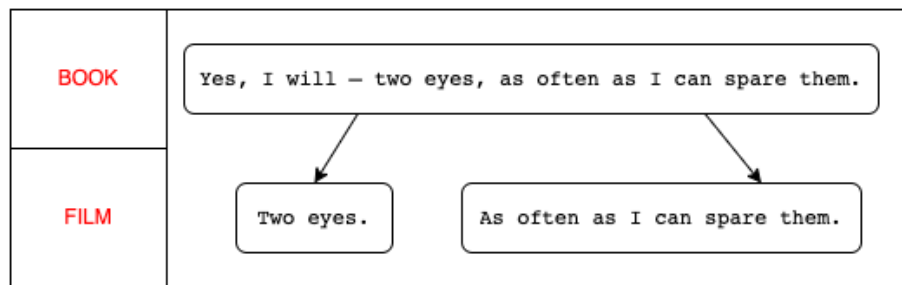 BOOK
Yes, I will — two eyes, as often as I can spare them.
FILM
Two eyes.
As often as I can spare them.